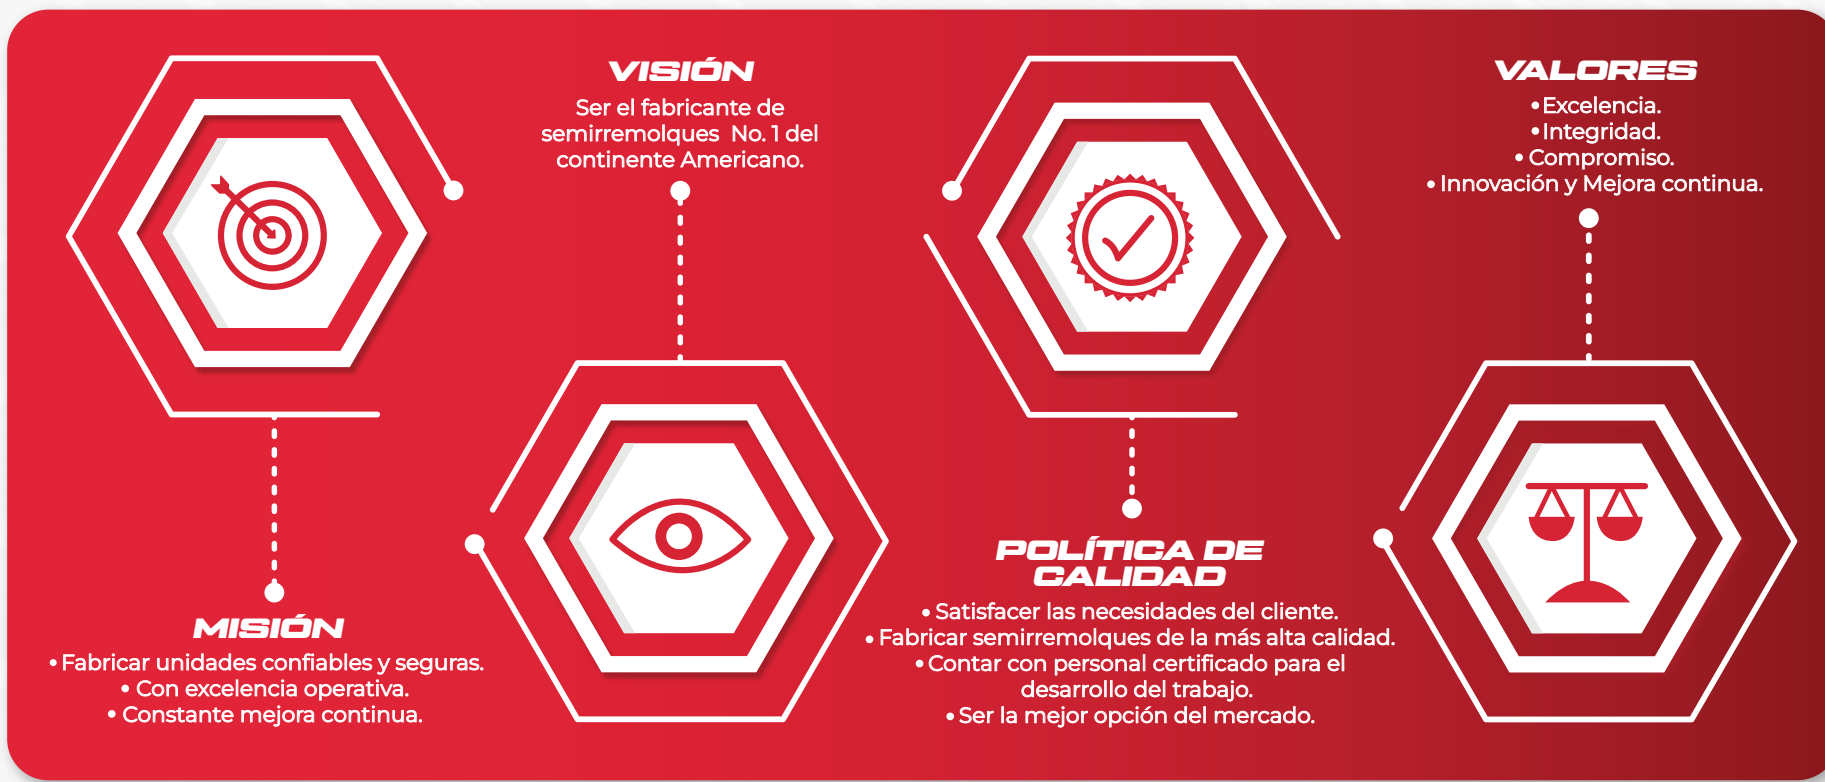 MISIÓN
• Fabricar unidades confiables y seguras.
• Con excelencia operativa.
• Constante mejora continua.
VISIÓN
Ser el fabricante de
semirremolques No. 1 del
continente Americano.
POLÍTICA DE
CALIDAD
• Satisfacer las necesidades del cliente.
• Fabricar semirremolques de la más alta calidad.
• Contar con personal certificado para el
desarrollo del trabajo.
• Ser la mejor opción del mercado.
VALORES
• Excelencia.
• Integridad.
• Compromiso.
• Innovación y Mejora continua.